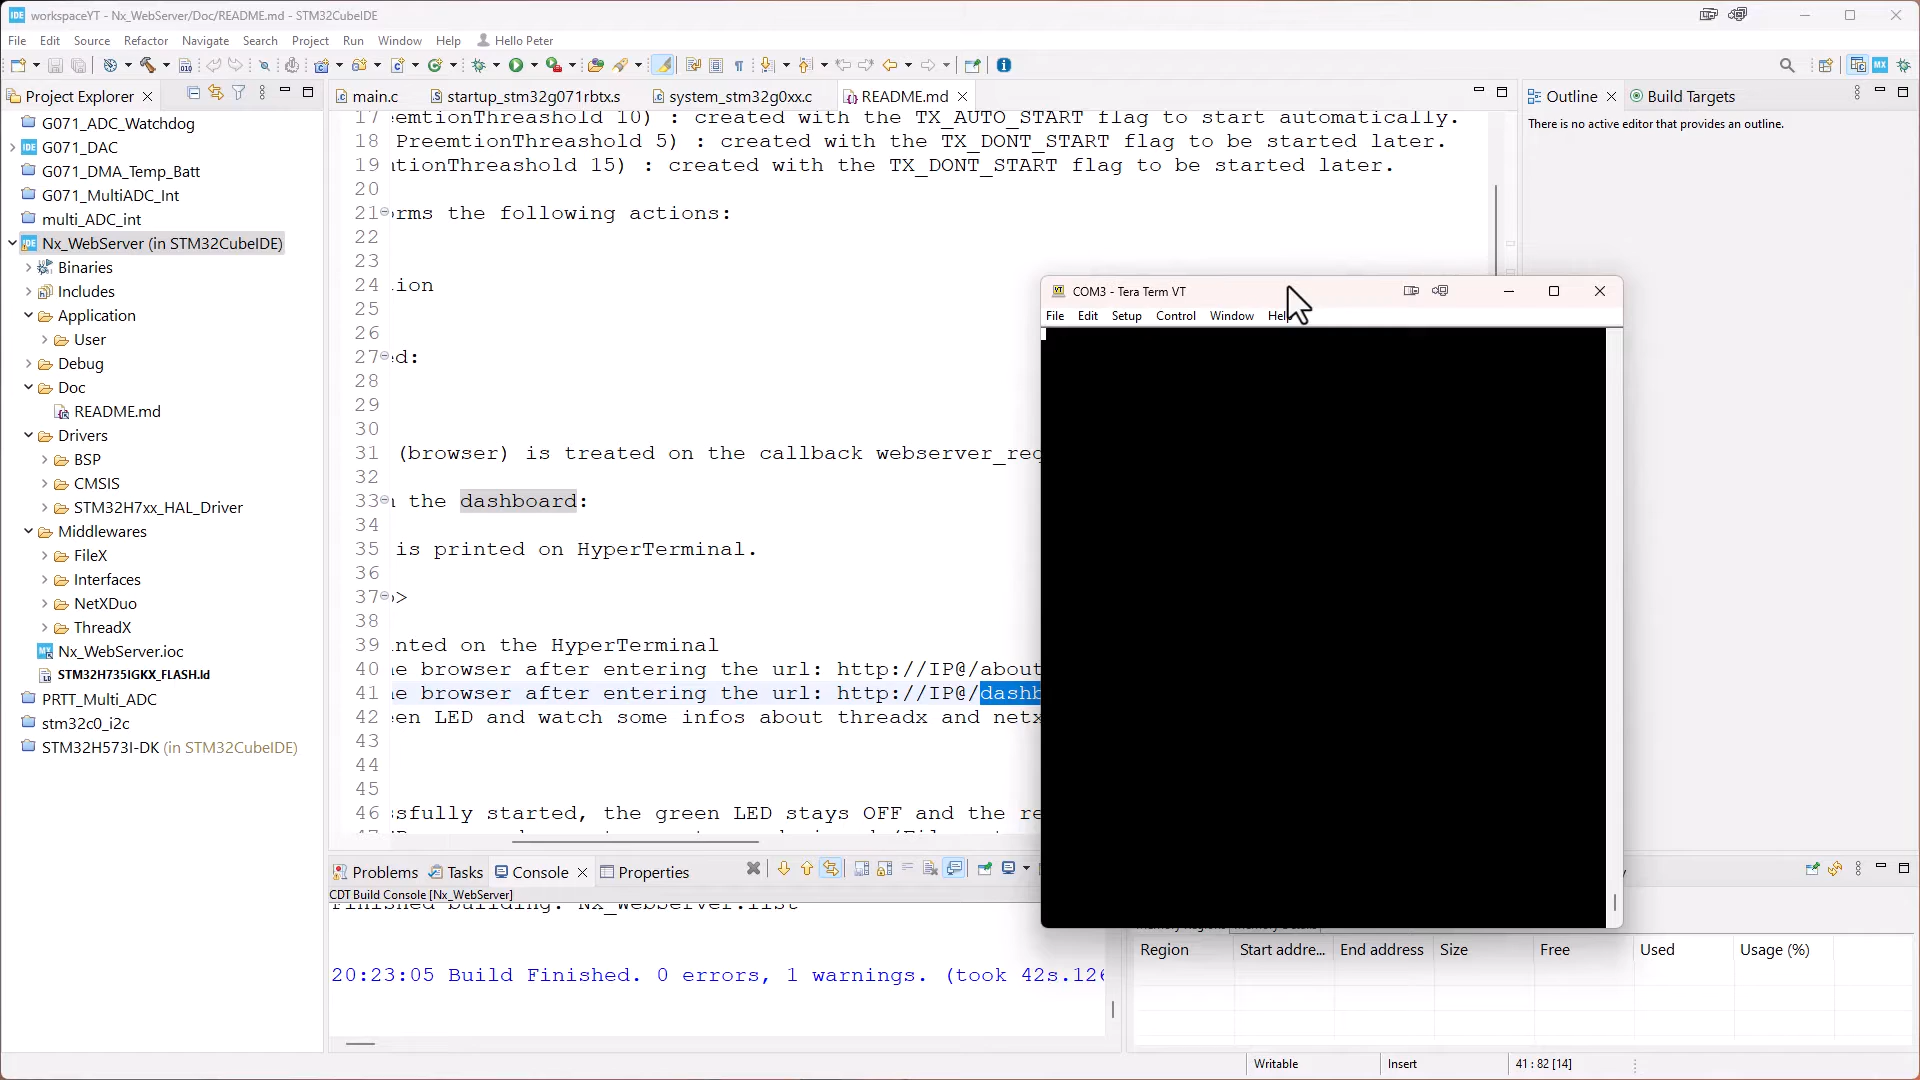 workspaceYT - Nx_WebServer/Doc/README.md - STM32CubeIDE
File Edit Source Refactor Navigate Search Project Run Window Help Hello Peter
Project Explorer
G071_ADC_Watchdog
G071_DAC
G071_DMA_Temp_Batt
G071_MultiADC_Int
multi_ADC_int
Nx_WebServer (in STM32CubeIDE)
Binaries
Includes
Application
User
Debug
Doc
README.md
Drivers
BSP
CMSIS
STM32H7xx_HAL_Driver
Middlewares
FileX
Interfaces
NetXDuo
ThreadX
Nx_WebServer.ioc
STM32H735IGKX_FLASH.ld
PRTT_Multi_ADC
stm32c0_i2c
STM32H573I-DK (in STM32CubeIDE)
main.c startup_stm32g071rbtx.s system_stm32g0xx.c README.md
17 eemtionThreashold 10) : created with the TX_AUTO_START flag to start automatically.
18 PreemtionThreashold 5) : created with the TX_DONT_START flag to be started later.
19 tionThreashold 15) : created with the TX_DONT_START flag to be started later.
20
21 orms the following actions:
22
23
24 ion
25
26
27 d:
28
29
30
31 (browser) is treated on the callback webserver_req
32
33 the dashboard:
34
35 is printed on HyperTerminal.
36
37 >
38
39 nted on the HyperTerminal
40 e browser after entering the url: http://IP@/about
41 e browser after entering the url: http://IP@/dashb
42 en LED and watch some infos about threadx and netx
43
44
45
46 ssfully started, the green LED stays OFF and the re
Outline Build Targets
There is no active editor that provides an outline.
COM3 - Tera Term VT
File Edit Setup Control Window Help
Problems Tasks Console Properties
CDT Build Console [Nx_WebServer]
Finished building: Nx_WebServer.list
20:23:05 Build Finished. 0 errors, 1 warnings. (took 42s.126
Region Start addre... End address Size Free Used Usage (%)
Writable Insert 41 : 82 [14]